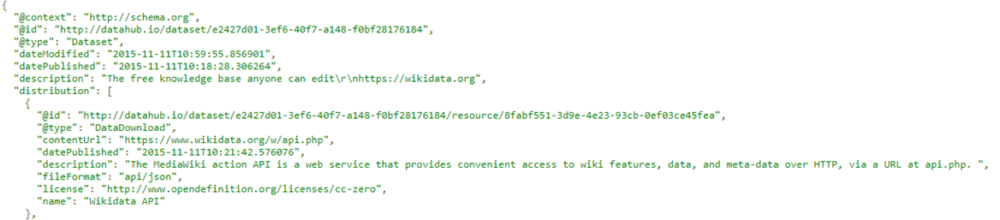 {
"@context": "http://schema.org",
"@id": "http://datahub.io/dataset/e2427d01-3ef6-40f7-a148-f0bf28176184",
"@type": "Dataset",
"dateModified": "2015-11-11T10:59:55.856901",
"datePublished": "2015-11-11T10:18:28.306264",
"description": "The free knowledge base anyone can edit\r\nhttps://wikidata.org",
"distribution": [
{
"@id": "http://datahub.io/dataset/e2427d01-3ef6-40f7-a148-f0bf28176184/resource/8fabf551-3d9e-4e23-93cb-0ef03ce45fea",
"@type": "DataDownload",
"contentUrl": "https://www.wikidata.org/w/api.php",
"datePublished": "2015-11-11T10:21:42.576076",
"description": "The MediaWiki action API is a web service that provides convenient access to wiki features, data, and meta-data over HTTP, via a URL at api.php. ",
"fileFormat": "api/json",
"license": "http://www.opendefinition.org/licenses/cc-zero",
"name": "Wikidata API"
},